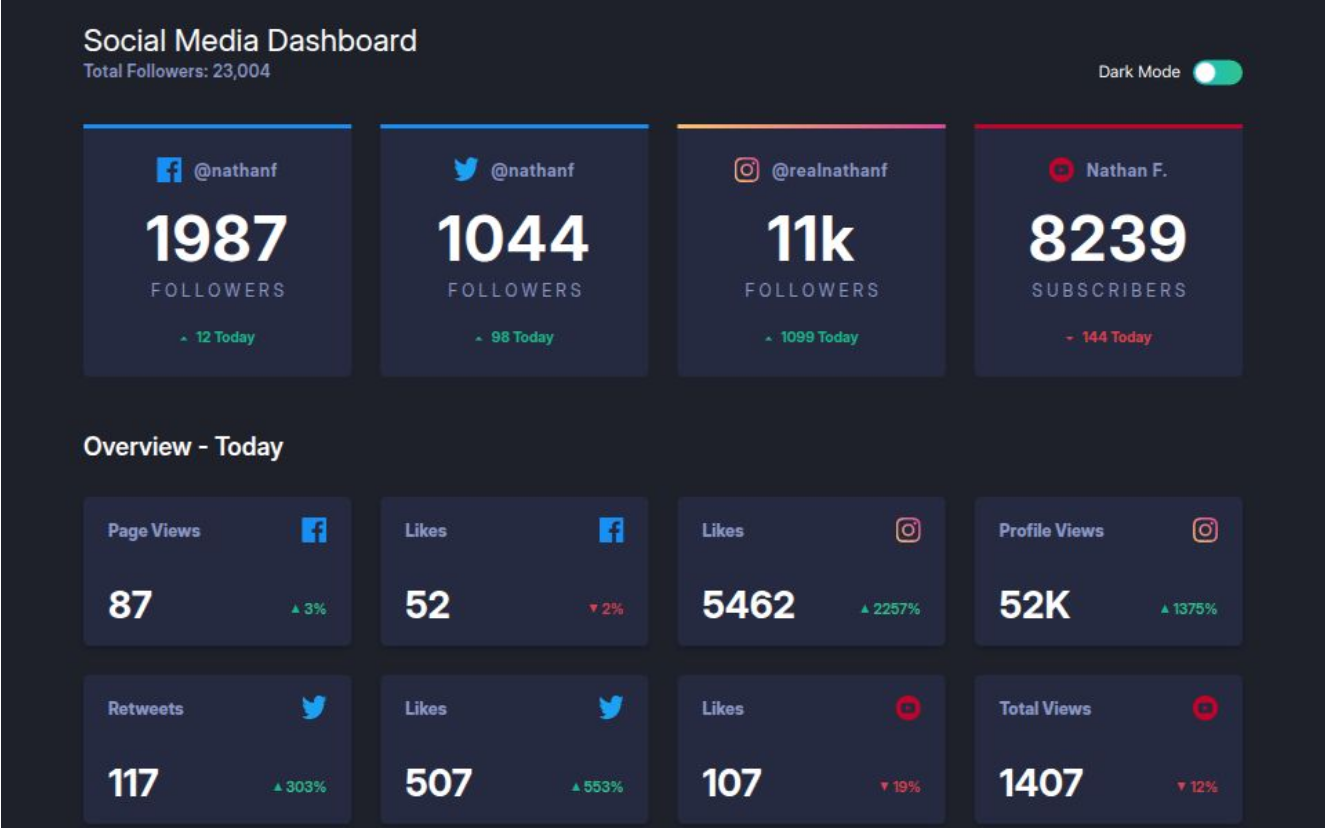 Social Media Dashboard
Total Followers: 23,004
Dark Mode
@nathanf
1987
FOLLOWERS
12 Today
@nathanf
1044
FOLLOWERS
98 Today
@realnathanf
11k
FOLLOWERS
1099 Today
Nathan F.
8239
SUBSCRIBERS
144 Today
Overview - Today
Page Views
87
3%
Likes
52
2%
Likes
5462
2257%
Profile Views
52K
1375%
Retweets
117
303%
Likes
507
553%
Likes
107
19%
Total Views
1407
12%